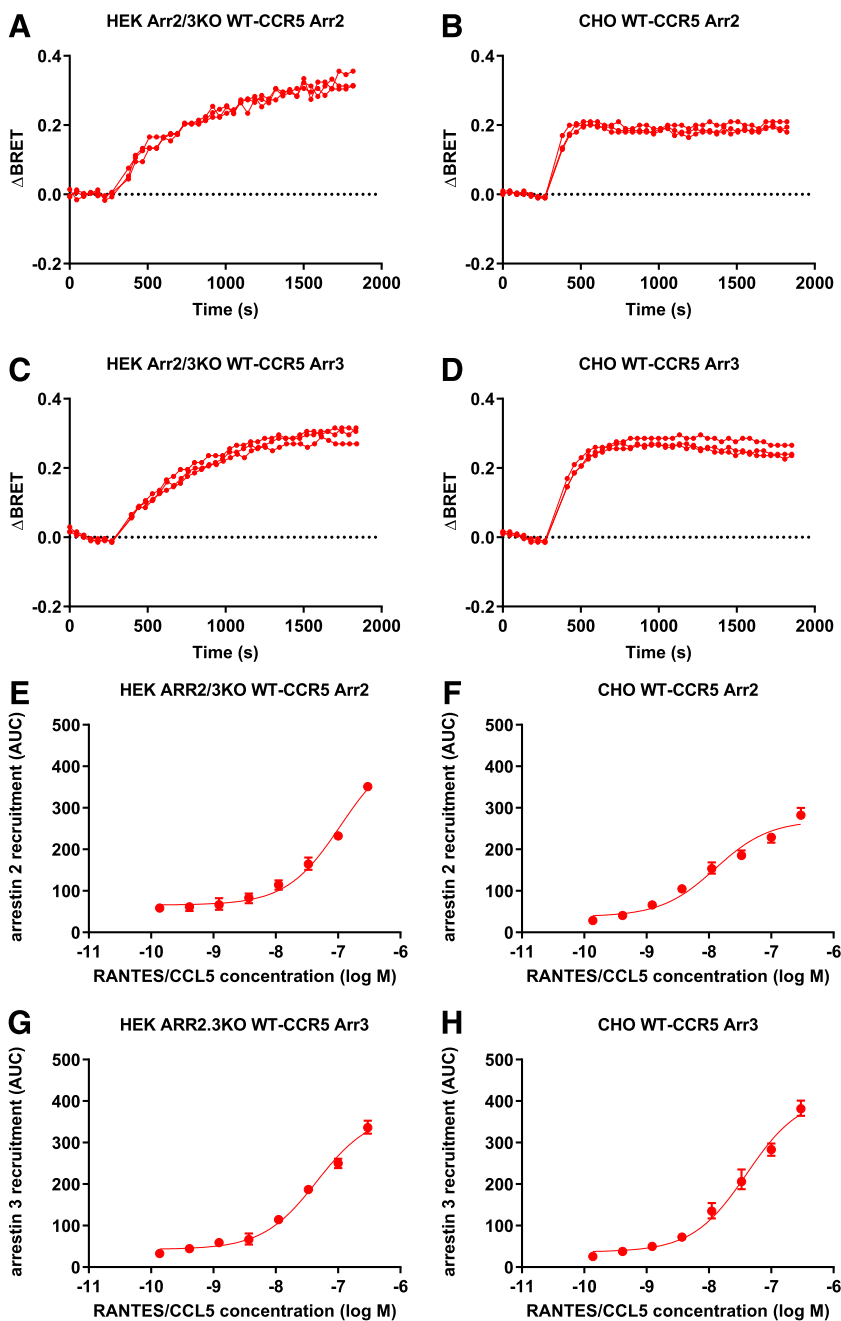 A
HEK Arr2/3KO WT-CCR5 Arr2
0.4
0.2
0.0
-0.2
ΔBRET
0 500 1000 1500 2000
Time (s)
B
CHO WT-CCR5 Arr2
0.4
0.2
0.0
-0.2
ΔBRET
0 500 1000 1500 2000
Time (s)
C
HEK Arr2/3KO WT-CCR5 Arr3
0.4
0.2
0.0
-0.2
ΔBRET
0 500 1000 1500 2000
Time (s)
D
CHO WT-CCR5 Arr3
0.4
0.2
0.0
-0.2
ΔBRET
0 500 1000 1500 2000
Time (s)
E
HEK ARR2/3KO WT-CCR5 Arr2
500
400
300
200
100
0
arrestin 2 recruitment (AUC)
-11 -10 -9 -8 -7 -6
RANTES/CCL5 concentration (log M)
F
CHO WT-CCR5 Arr2
500
400
300
200
100
0
arrestin 2 recruitment (AUC)
-11 -10 -9 -8 -7 -6
RANTES/CCL5 concentration (log M)
G
HEK ARR2.3KO WT-CCR5 Arr3
500
400
300
200
100
0
arrestin 3 recruitment (AUC)
-11 -10 -9 -8 -7 -6
RANTES/CCL5 concentration (log M)
H
CHO WT-CCR5 Arr3
500
400
300
200
100
0
arrestin 3 recruitment (AUC)
-11 -10 -9 -8 -7 -6
RANTES/CCL5 concentration (log M)